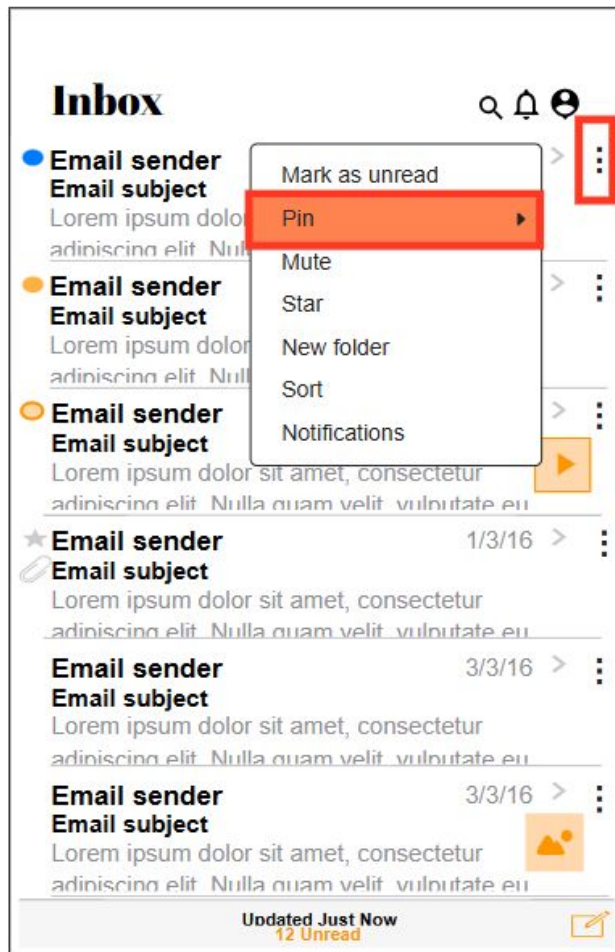 Inbox
Email sender
Email subject
Lorem ipsum dolo
adipiscing elit. Nul
Mark as unread
Pin
Mute
Star
New folder
Sort
Notifications
Email sender
Email subject
Lorem ipsum dolor
adipiscing elit. Null
Email sender
Email subject
Lorem ipsum dolor sit amet, consectetur
adipiscing elit. Nulla quam velit, vulputate eu
Email sender 1/3/16
Email subject
Lorem ipsum dolor sit amet, consectetur
adipiscing elit. Nulla quam velit, vulputate eu
Email sender 3/3/16
Email subject
Lorem ipsum dolor sit amet, consectetur
adipiscing elit. Nulla quam velit, vulputate eu
Email sender 3/3/16
Email subject
Lorem ipsum dolor sit amet, consectetur
adipiscing elit. Nulla quam velit, vulputate eu
Updated Just Now
12 Unread